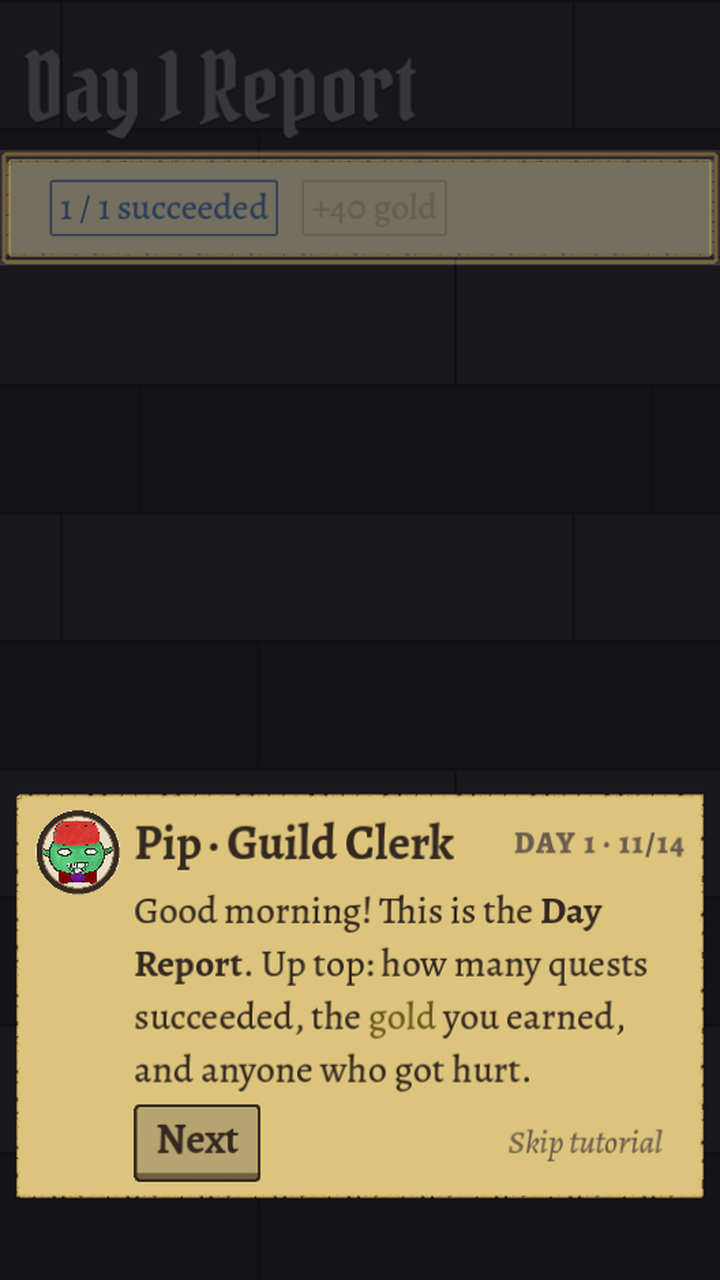 Day 1 Report
1 / 1 succeeded +40 gold
Pip · Guild Clerk DAY 1 · 11/14
Good morning! This is the Day
Report. Up top: how many quests
succeeded, the gold you earned,
and anyone who got hurt.
Next Skip tutorial